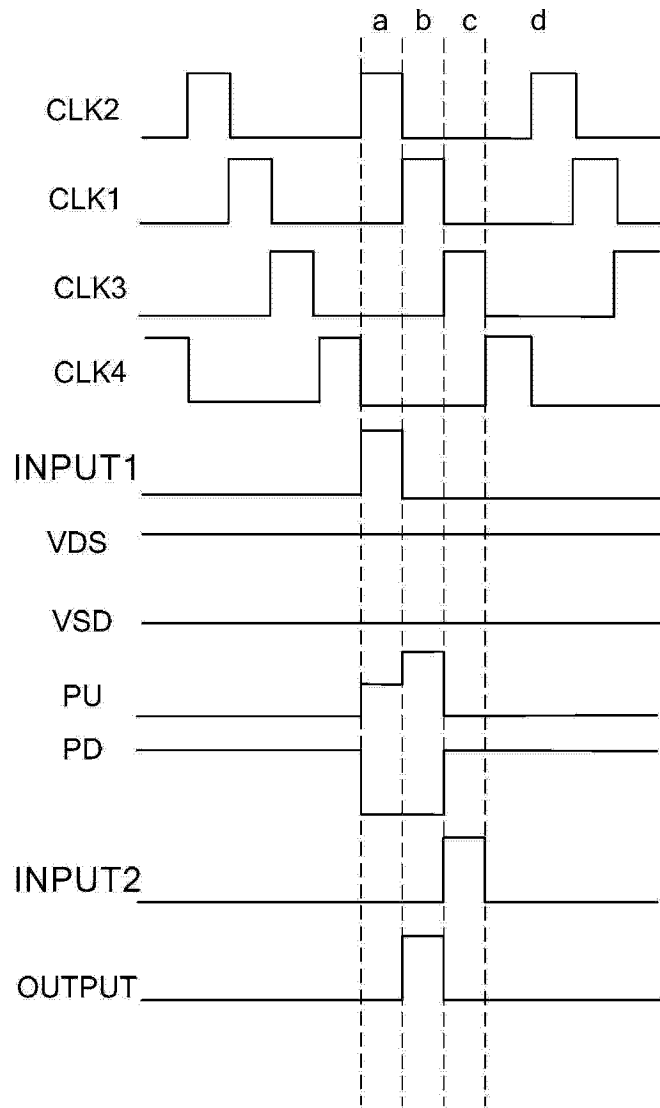 a b c d
CLK2
CLK1
CLK3
CLK4
INPUT1
VDS
VSD
PU
PD
INPUT2
OUTPUT